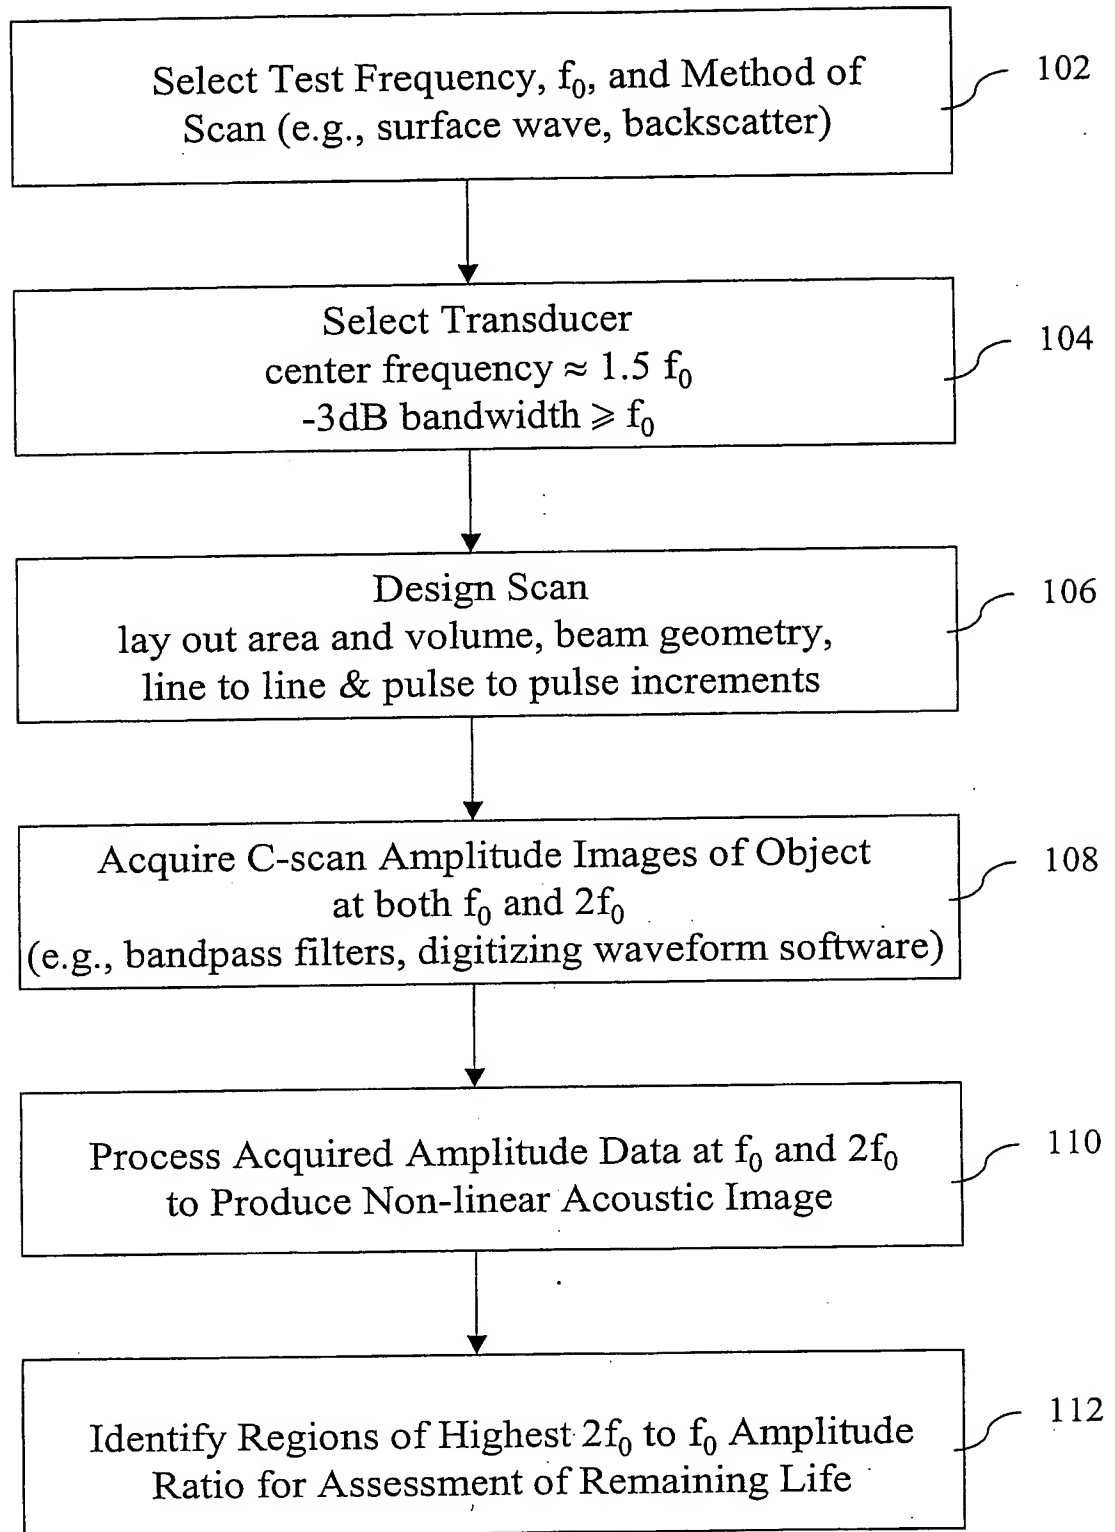 Select Test Frequency, f₀, and Method of
Scan (e.g., surface wave, backscatter)
102
Select Transducer
center frequency ≈ 1.5 f₀
-3dB bandwidth ⩾ f₀
104
Design Scan
lay out area and volume, beam geometry,
line to line & pulse to pulse increments
106
Acquire C-scan Amplitude Images of Object
at both f₀ and 2f₀
(e.g., bandpass filters, digitizing waveform software)
108
Process Acquired Amplitude Data at f₀ and 2f₀
to Produce Non-linear Acoustic Image
110
Identify Regions of Highest 2f₀ to f₀ Amplitude
Ratio for Assessment of Remaining Life
112